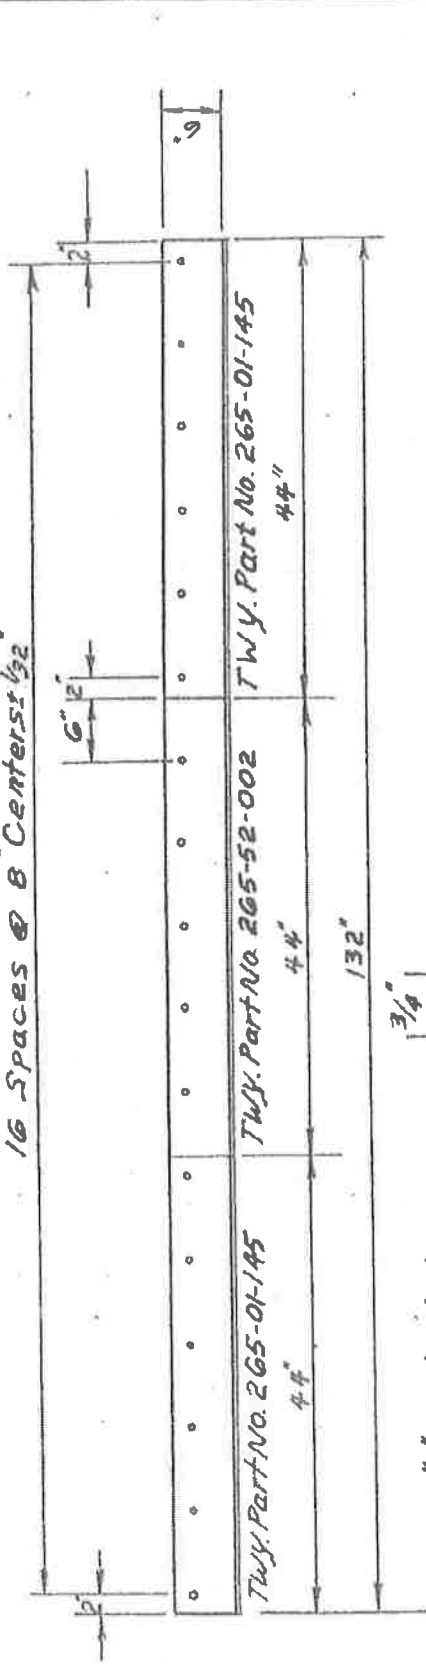 16 Spaces @ 8" Centers ± 1/32"
2"
2"
6"
2"
6"
TWY. Part No. 265-01-145
TWY. Part No. 265-52-002
TWY. Part No. 265-01-145
44"
44"
44"
132"
3/4"